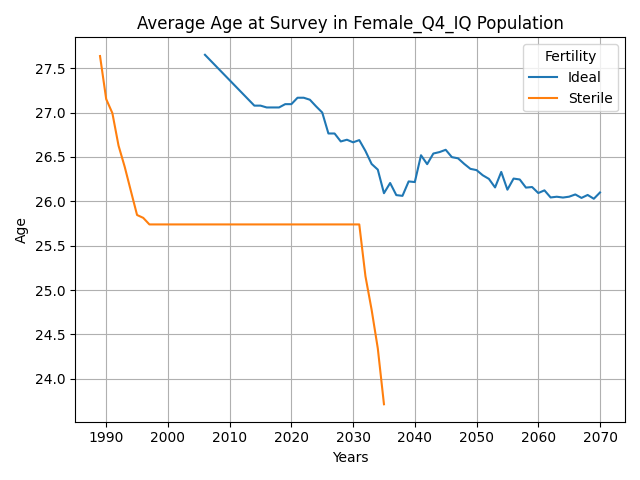 Average Age at Survey in Female_Q4_IQ Population
Fertility
Ideal
Sterile
27.5
27.0
26.5
26.0
25.5
25.0
24.5
24.0
Age
1990 2000 2010 2020 2030 2040 2050 2060 2070
Years